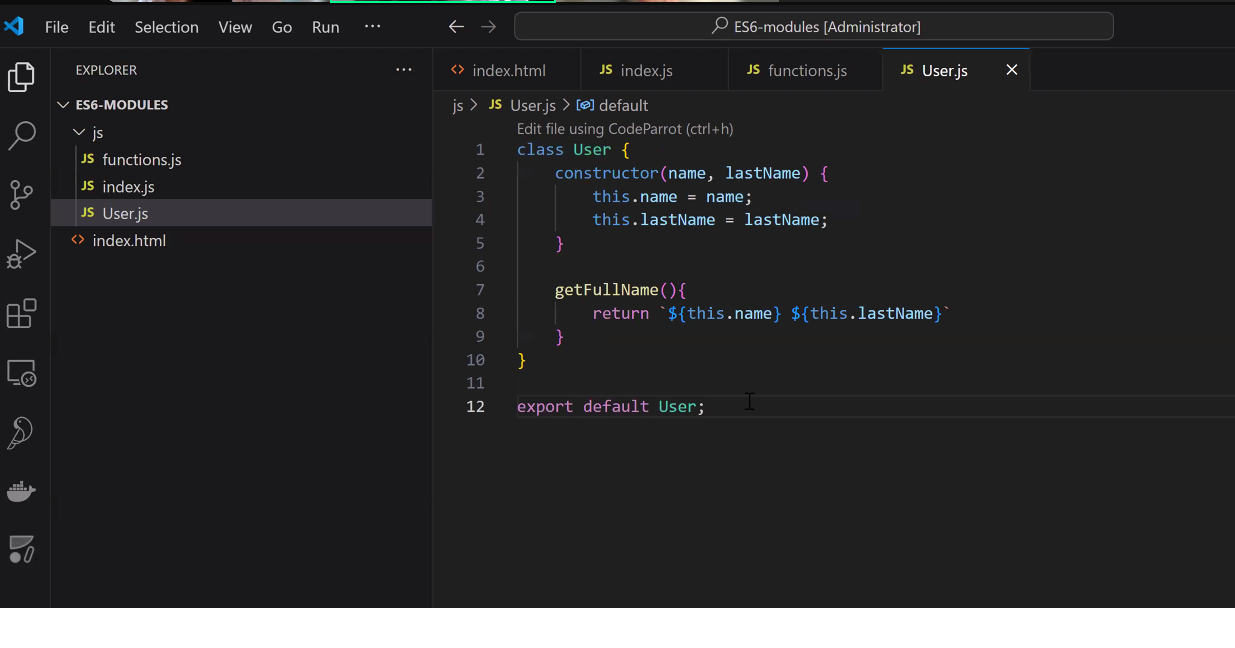 File Edit Selection View Go Run ··· ← → ES6-modules [Administrator]
EXPLORER ···
ES6-MODULES
js
JS functions.js
JS index.js
JS User.js
<> index.html
<> index.html JS index.js JS functions.js JS User.js ×
js > JS User.js > default
Edit file using CodeParrot (ctrl+h)
1 class User {
2 constructor(name, lastName) {
3 this.name = name;
4 this.lastName = lastName;
5 }
6
7 getFullName(){
8 return `${this.name} ${this.lastName}`
9 }
10 }
11
12 export default User;